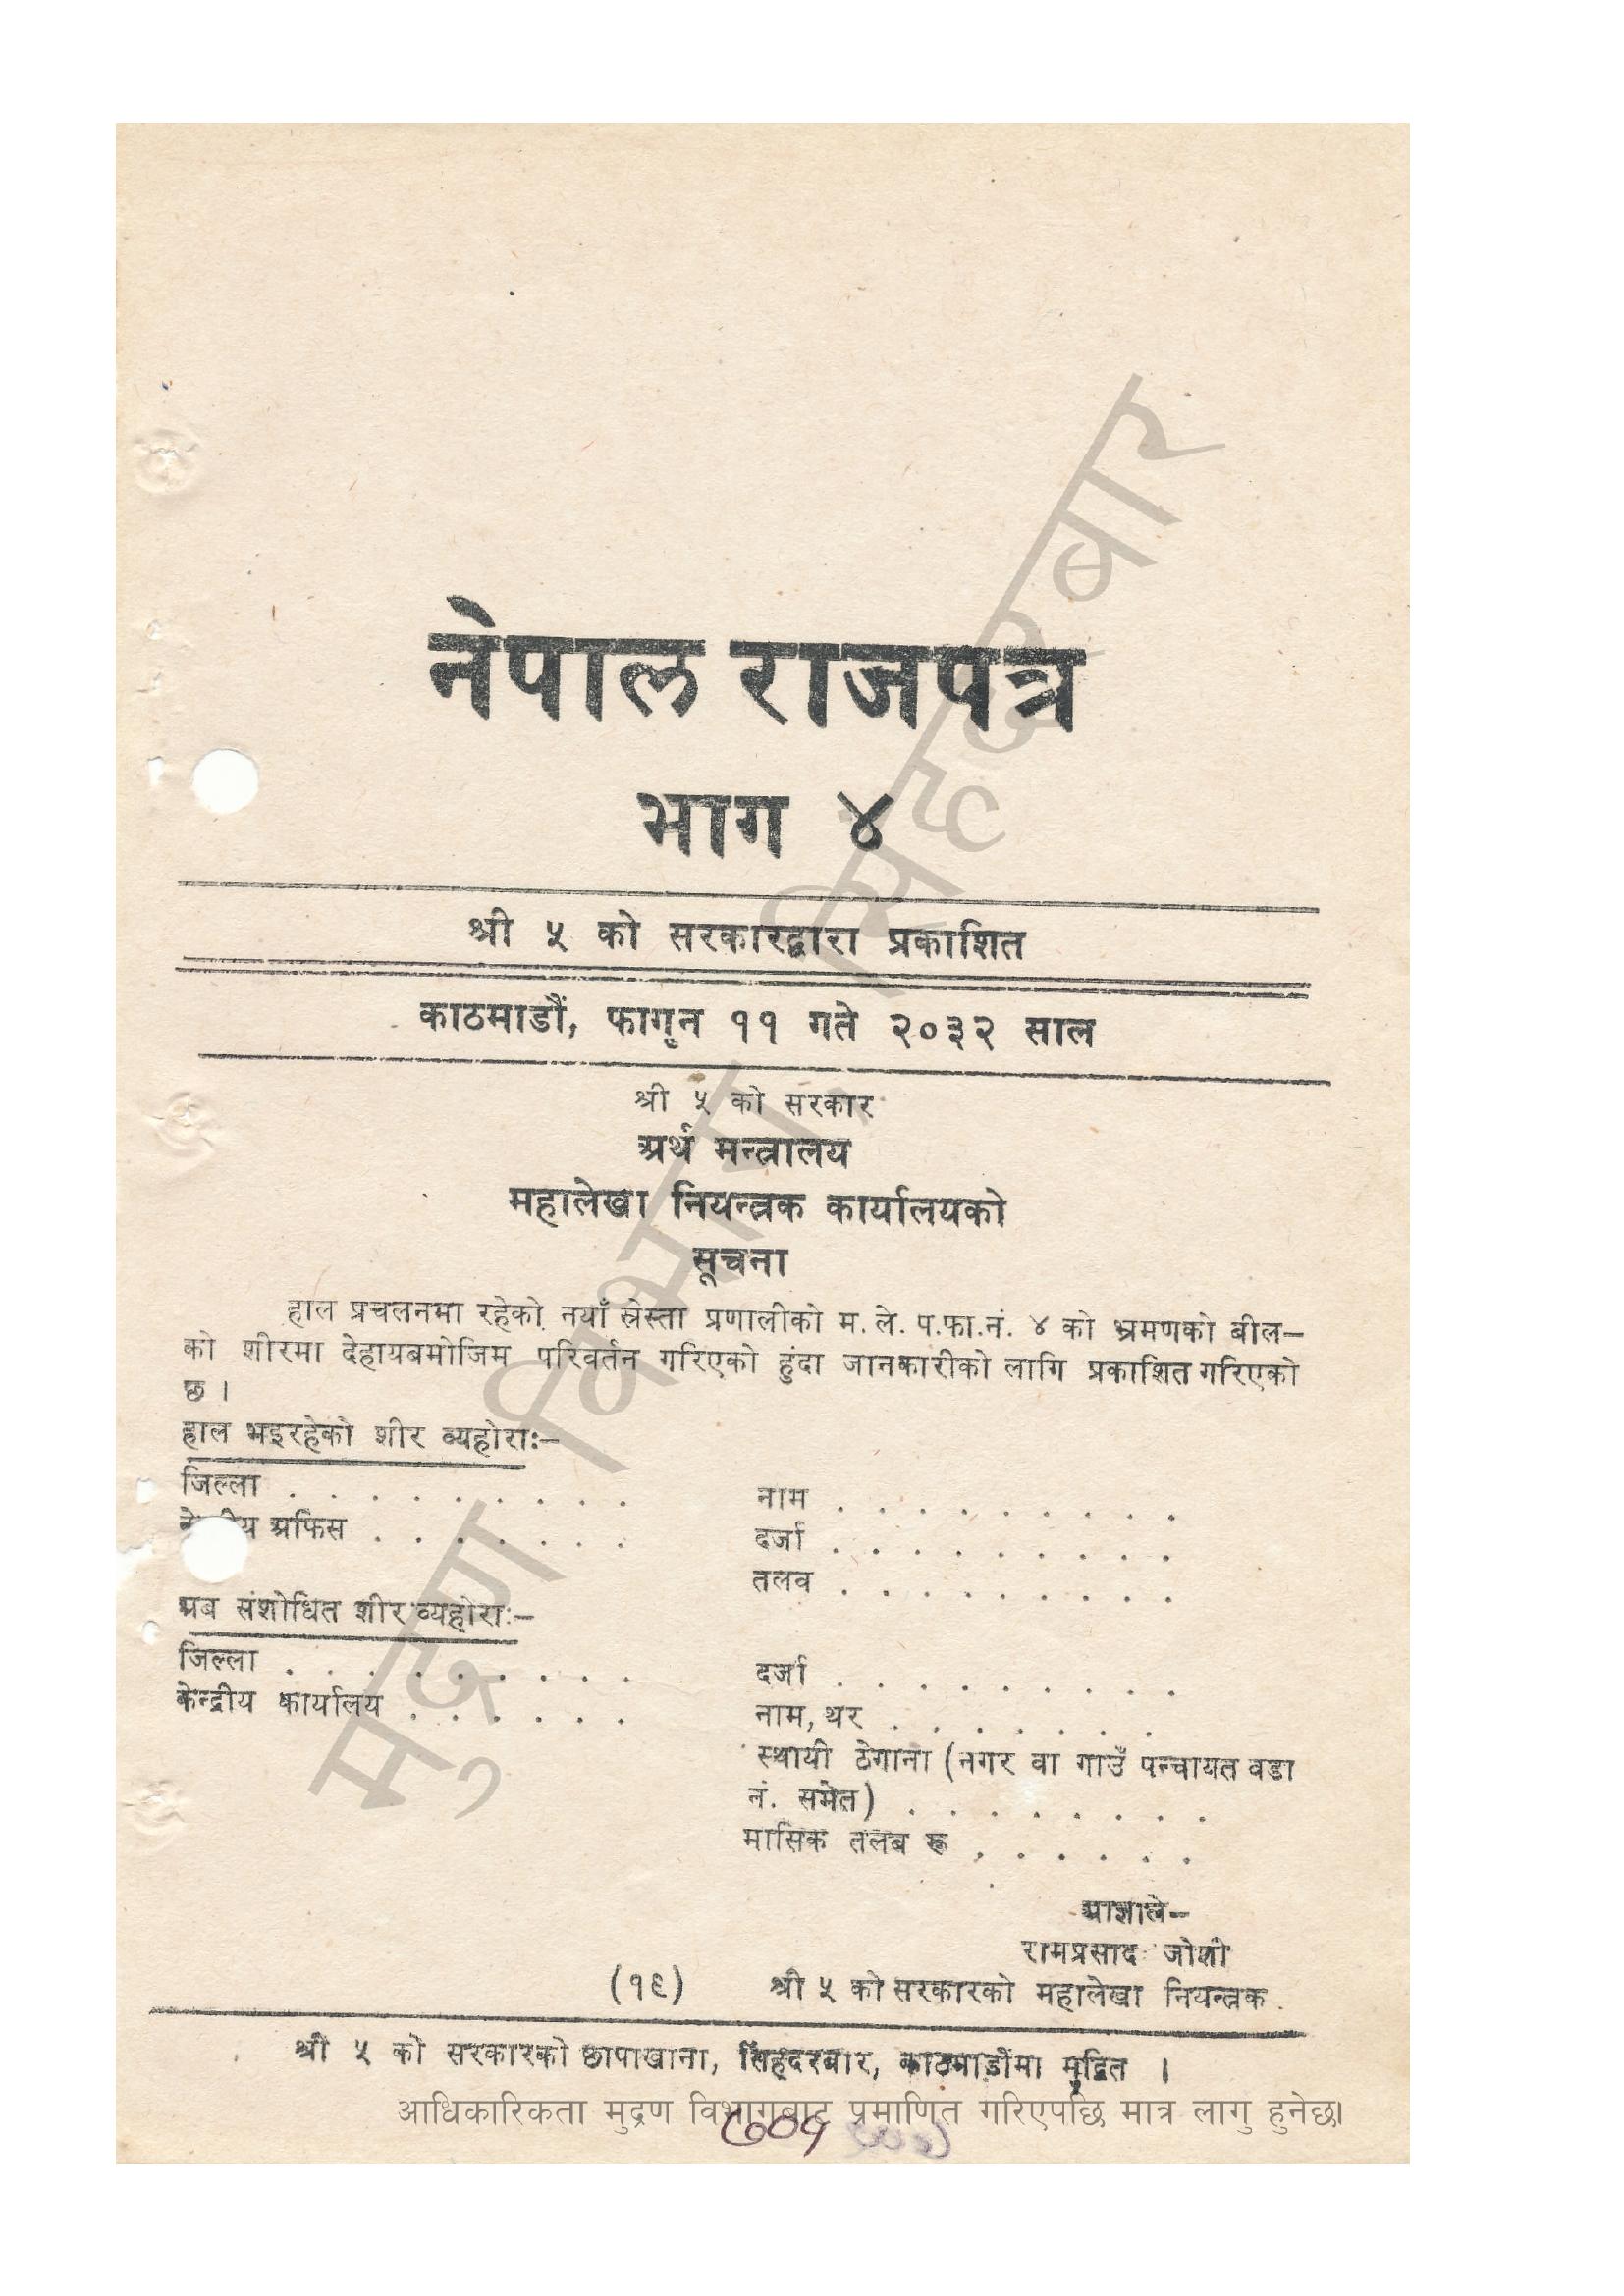 नेपाल राजपत्र
भाग ४
श्री ५ को सरकारद्वारा प्रकाशित
काठमाडौं, फागुन ११ गते २०३२ साल
श्री ५ को सरकार
अर्थ मन्त्रालय
महालेखा नियन्त्रक कार्यालयको
सूचना
हाल प्रचलनमा रहेको नयाँ स्रेस्ता प्रणालीको म. ले. प.फा.नं. ४ को भ्रमणको बील–
को शीरमा देहायबमोजिम परिवर्तन गरिएको हुंदा जानकारीको लागि प्रकाशित गरिएको
छ ।
हाल भइरहेको शीर व्यहोराः–
जिल्ला . . . . . . . . . नाम . . . . . . . . .
अफिस . . . . . . . दर्जा . . . . . . . . .
तलव . . . . . . . . .
अब संशोधित शीर व्यहोराः–
जिल्ला . . . . . . . . . दर्जा . . . . . . . . .
केन्द्रीय कार्यालय . . . . . . नाम, थर . . . . . . .
स्थायी ठेगाना (नगर वा गाउँ पन्चायत वडा
नं. समेत) . . . . . . . .
मासिक तलब रू . . . . . .
आज्ञाले–
रामप्रसाद जोशी
(१९) श्री ५ को सरकारको महालेखा नियन्त्रक
श्री ५ को सरकारको छापाखाना, सिंहदरबार, काठमाडौंमा मुद्रित ।
आधिकारिकता मुद्रण विभागबाट प्रमाणित गरिएपछि मात्र लागु हुनेछ।
मुद्रण विभाग, सिंहदरबार